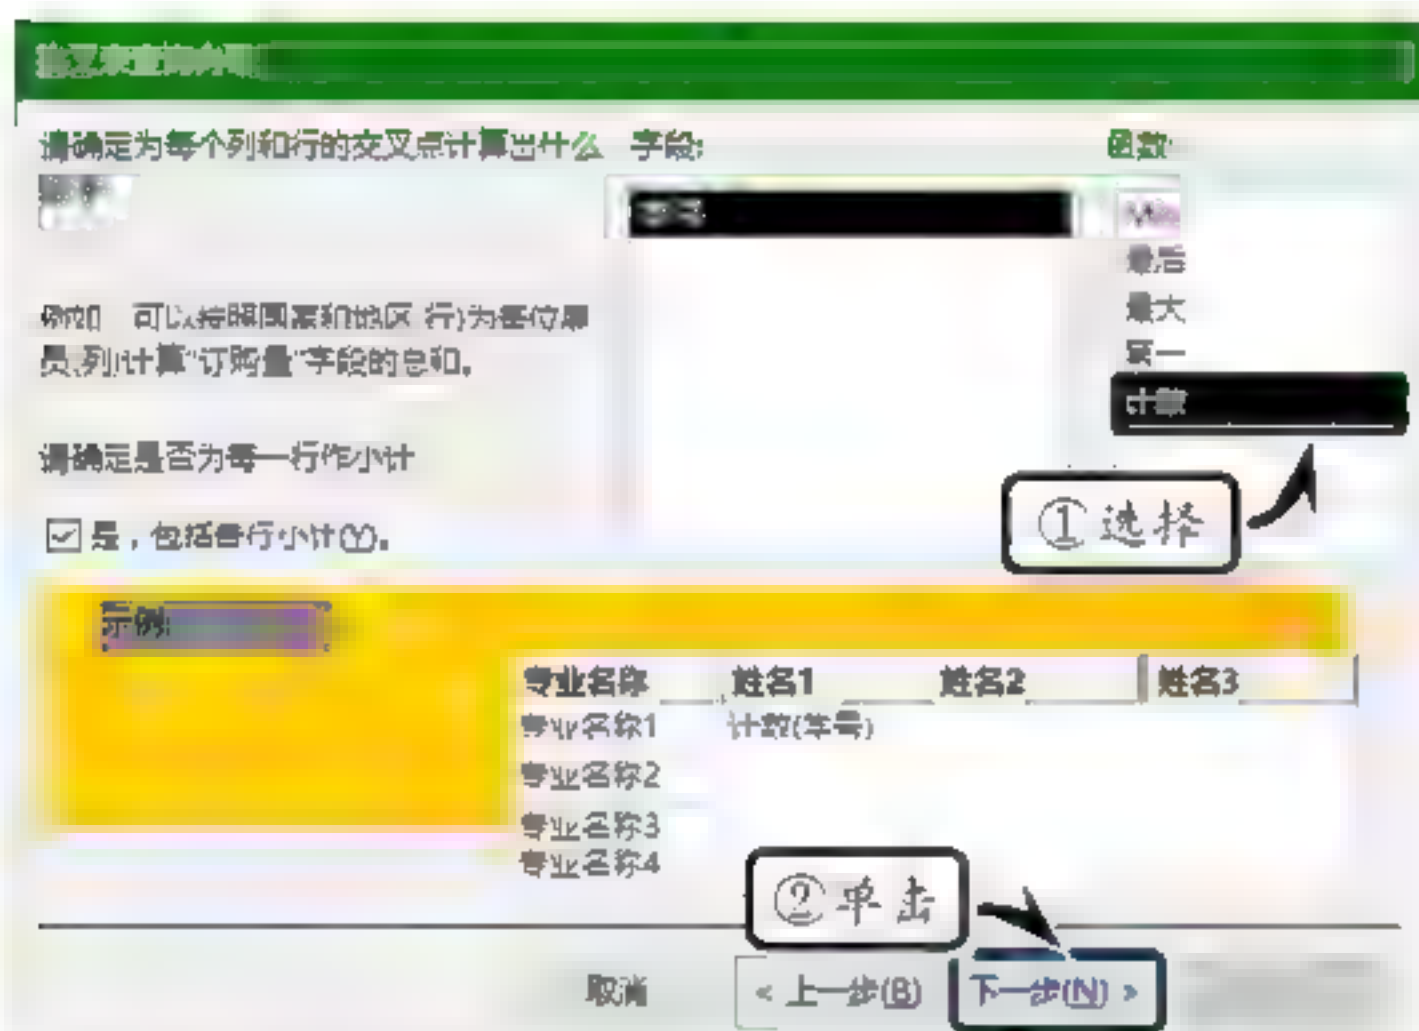 请确定为每个列和行的交叉点计算出什么
字段:
函数:
学号
最后
最大
第一
计数
例如 可以按照国家和地区 行)为每位雇
员,列)计算"订购量"字段的总和。
请确定是否为每一行作小计
是，包括各行小计(Y)。
①选择
示例:
专业名称 姓名1 姓名2 姓名3
专业名称1 计数(学号)
专业名称2
专业名称3
专业名称4
②单击
取消 < 上一步(B) 下一步(N) >